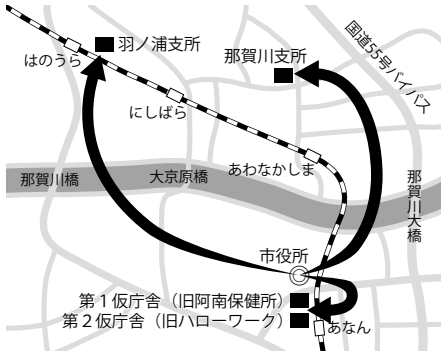 羽ノ浦支所
はのうら
那賀川支所
国道55号バイパス
にしばら
あわなかしま
那賀川橋
大京原橋
那賀川大橋
市役所
第1仮庁舎（旧阿南保健所）
第2仮庁舎（旧ハローワーク）
あなん